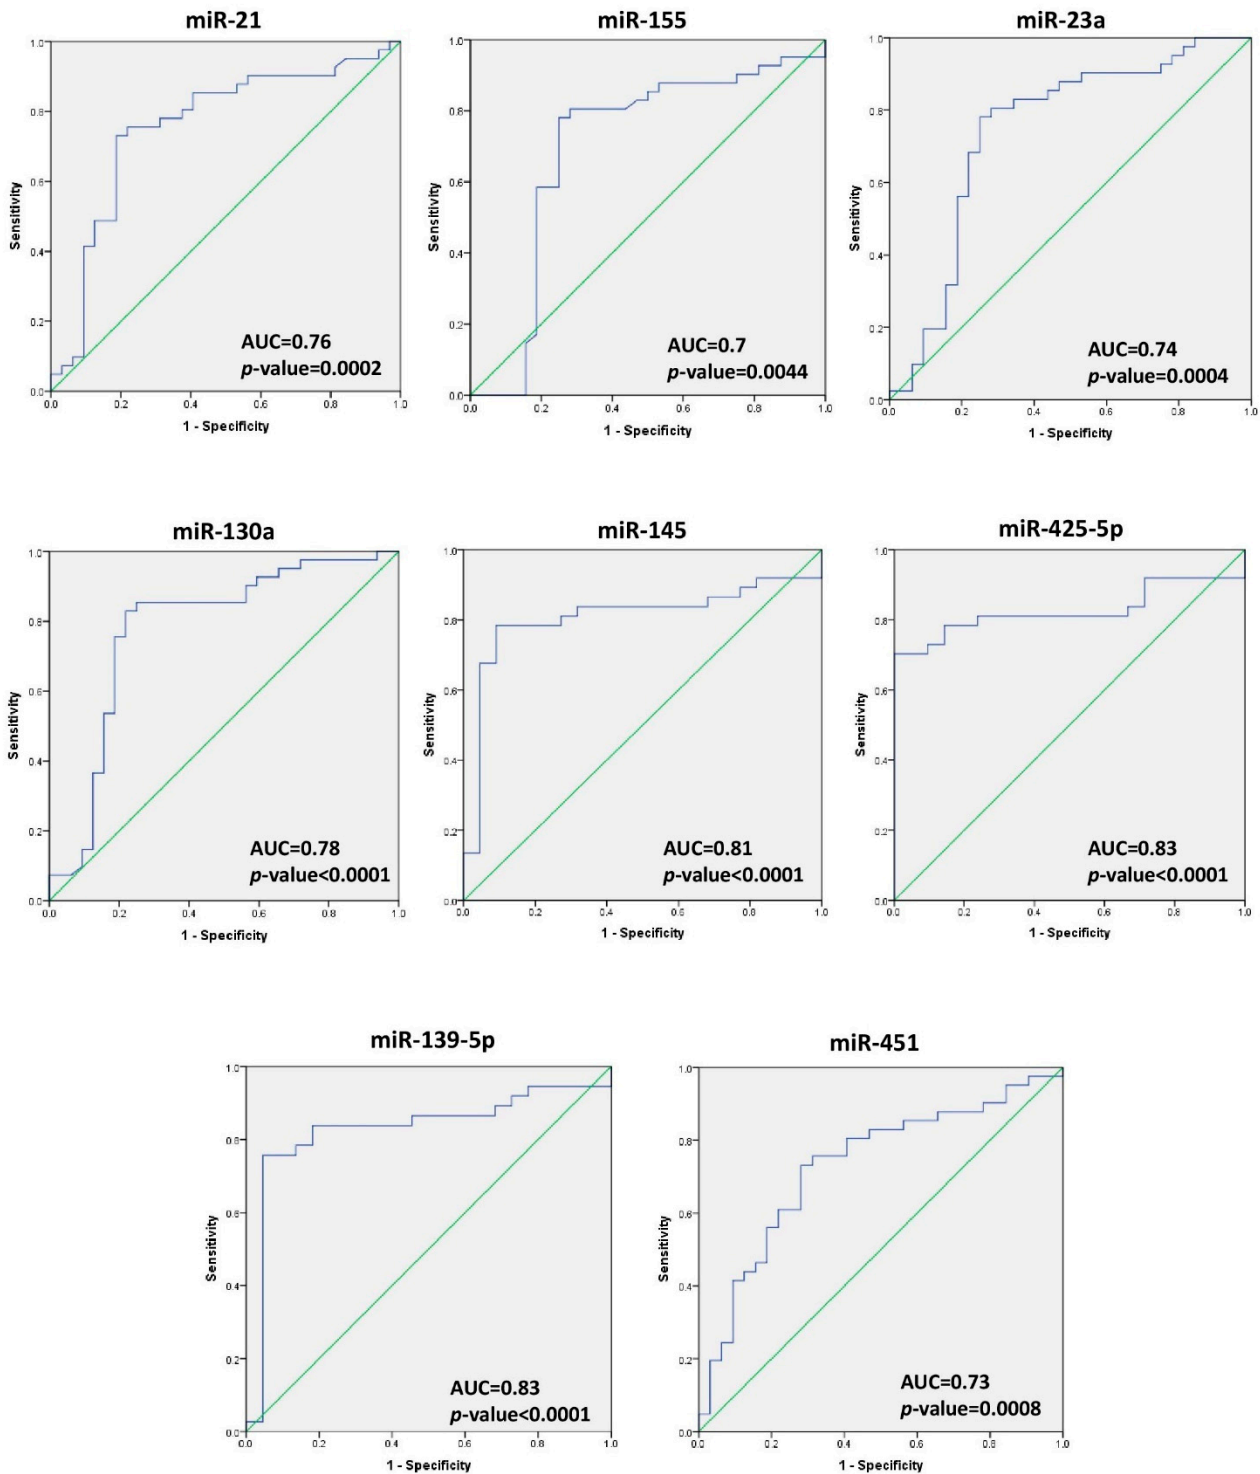 miR-21
1.0
0.8
0.6
0.4
0.2
0.0
Sensitivity
AUC=0.76
p-value=0.0002
0.0 0.2 0.4 0.6 0.8 1.0
1 - Specificity
miR-155
1.0
0.8
0.6
0.4
0.2
0.0
Sensitivity
AUC=0.7
p-value=0.0044
0.0 0.2 0.4 0.6 0.8 1.0
1 - Specificity
miR-23a
1.0
0.8
0.6
0.4
0.2
0.0
Sensitivity
AUC=0.74
p-value=0.0004
0.0 0.2 0.4 0.6 0.8 1.0
1 - Specificity
miR-130a
1.0
0.8
0.6
0.4
0.2
0.0
Sensitivity
AUC=0.78
p-value<0.0001
0.0 0.2 0.4 0.6 0.8 1.0
1 - Specificity
miR-145
1.0
0.8
0.6
0.4
0.2
0.0
Sensitivity
AUC=0.81
p-value<0.0001
0.0 0.2 0.4 0.6 0.8 1.0
1 - Specificity
miR-425-5p
1.0
0.8
0.6
0.4
0.2
0.0
Sensitivity
AUC=0.83
p-value<0.0001
0.0 0.2 0.4 0.6 0.8 1.0
1 - Specificity
miR-139-5p
1.0
0.8
0.6
0.4
0.2
0.0
Sensitivity
AUC=0.83
p-value<0.0001
0.0 0.2 0.4 0.6 0.8 1.0
1 - Specificity
miR-451
1.0
0.8
0.6
0.4
0.2
0.0
Sensitivity
AUC=0.73
p-value=0.0008
0.0 0.2 0.4 0.6 0.8 1.0
1 - Specificity